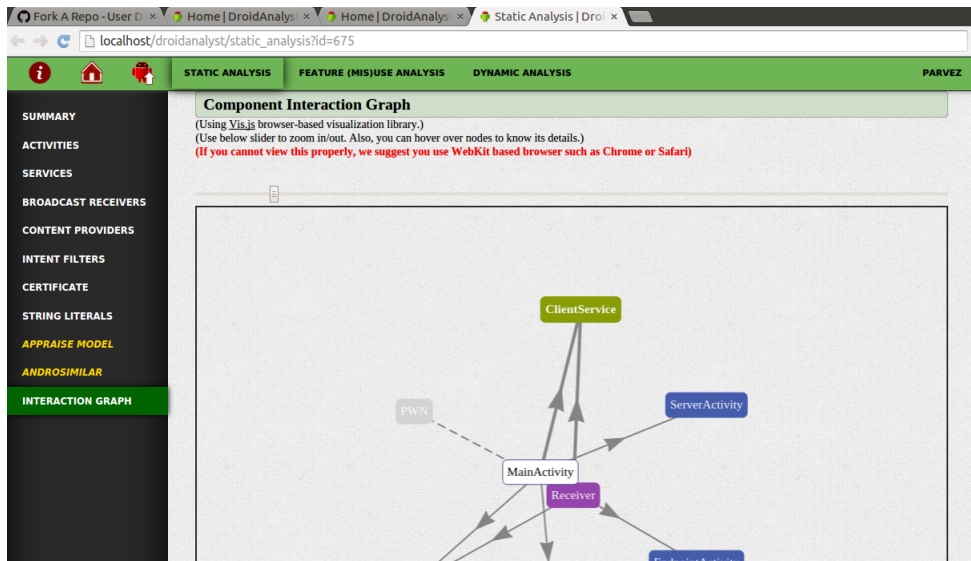 Fork A Repo - User D
Home | DroidAnaly
Home | DroidAnaly
Static Analysis | Droi
localhost/droidanalyst/static_analysis?id=675
STATIC ANALYSIS
FEATURE (MIS)USE ANALYSIS
DYNAMIC ANALYSIS
PARVEZ
SUMMARY
ACTIVITIES
SERVICES
BROADCAST RECEIVERS
CONTENT PROVIDERS
INTENT FILTERS
CERTIFICATE
STRING LITERALS
APPRAISE MODEL
ANDROSIMILAR
INTERACTION GRAPH
Component Interaction Graph
(Using Vis.js browser-based visualization library.)
(Use below slider to zoom in/out. Also, you can hover over nodes to know its details.)
(If you cannot view this properly, we suggest you use WebKit based browser such as Chrome or Safari)
ClientService
PWN
ServerActivity
MainActivity
Receiver